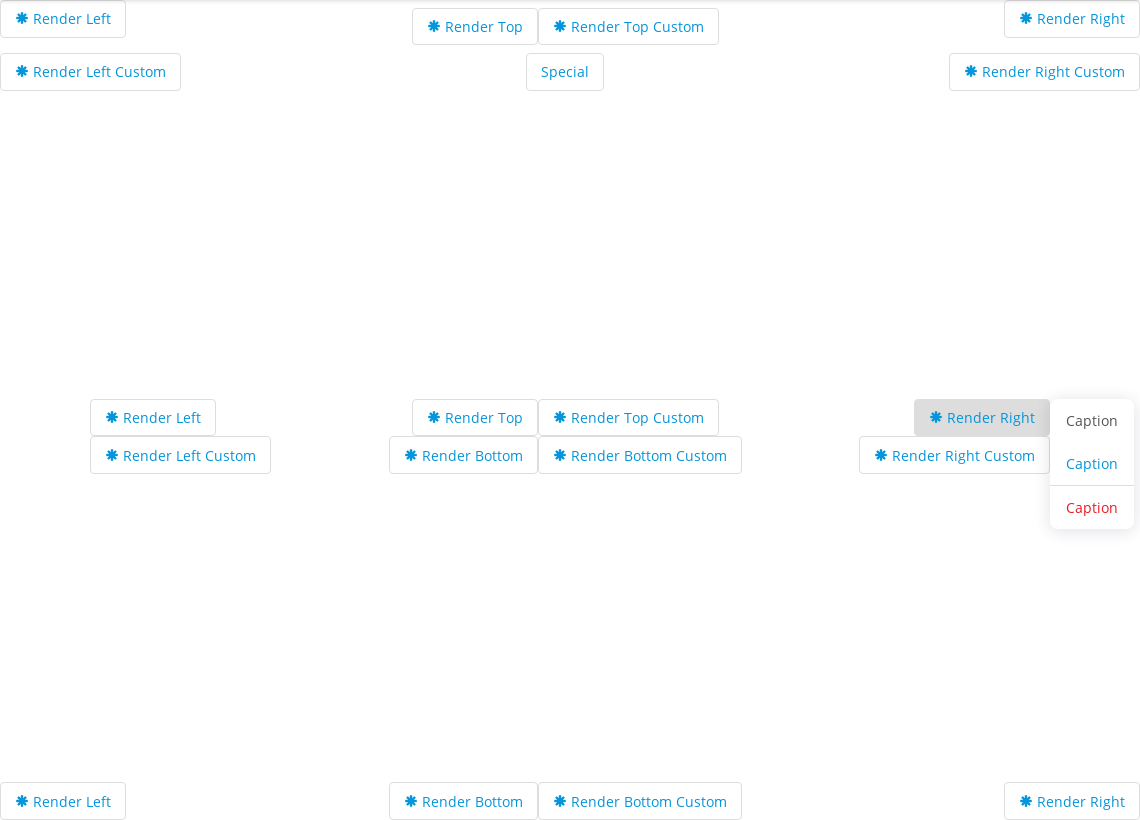 Render Left
Render Top
Render Top Custom
Render Right
Render Left Custom
Special
Render Right Custom
Render Left
Render Top
Render Top Custom
Render Right
Caption
Render Left Custom
Render Bottom
Render Bottom Custom
Render Right Custom
Caption
Caption
Render Left
Render Bottom
Render Bottom Custom
Render Right